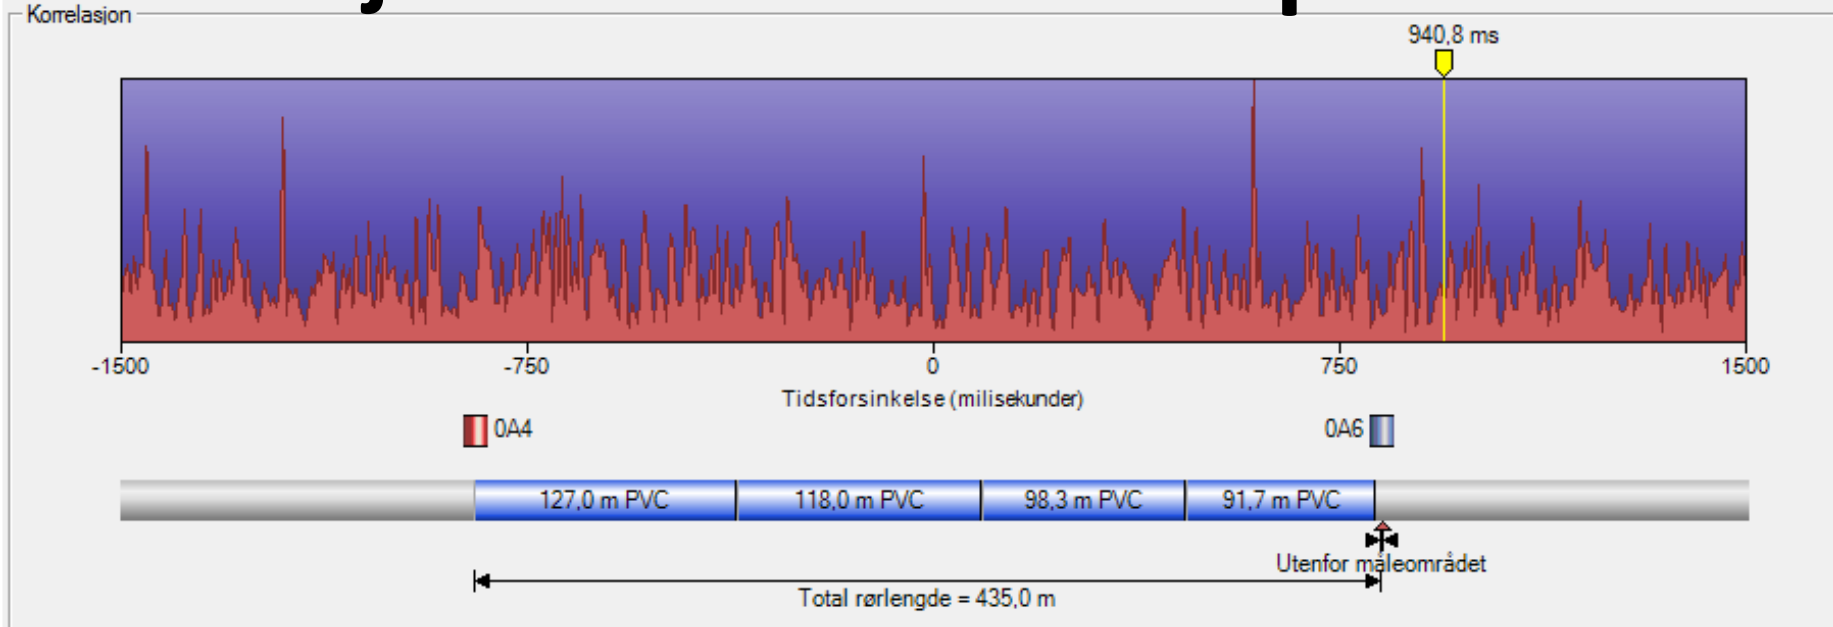 Korrelasjon
940,8 ms
-1500 -750 0 750 1500
Tidsforsinkelse (milisekunder)
0A4 0A6
127,0 m PVC 118,0 m PVC 98,3 m PVC 91,7 m PVC
Utenfor måleområdet
Total rørlengde = 435,0 m